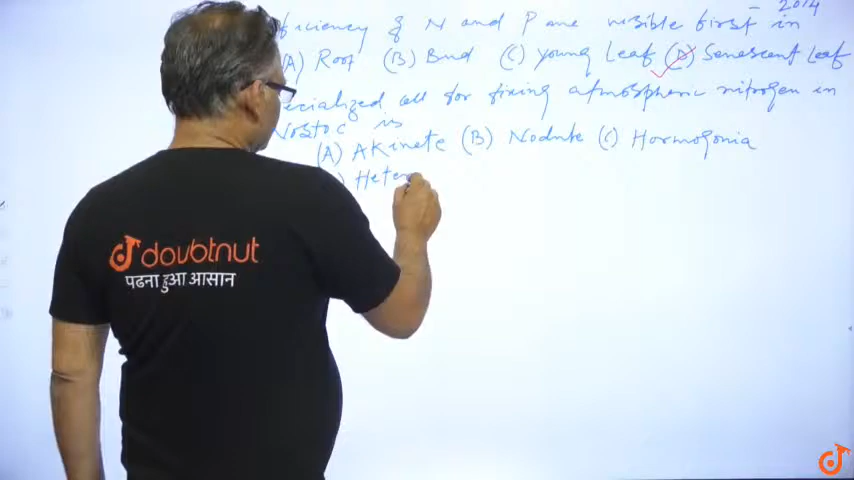 2014
ficiency of N and P are visible first in
A) Root (B) Bud (C) Young Leaf (D) Senescent Leaf
ecialized cell for fixing atmospheric nitrogen in
Nostoc is
(A) AKinete (B) Nodule (C) Hormogonia
) Heter
doubtnut
पढना हुआ आसान